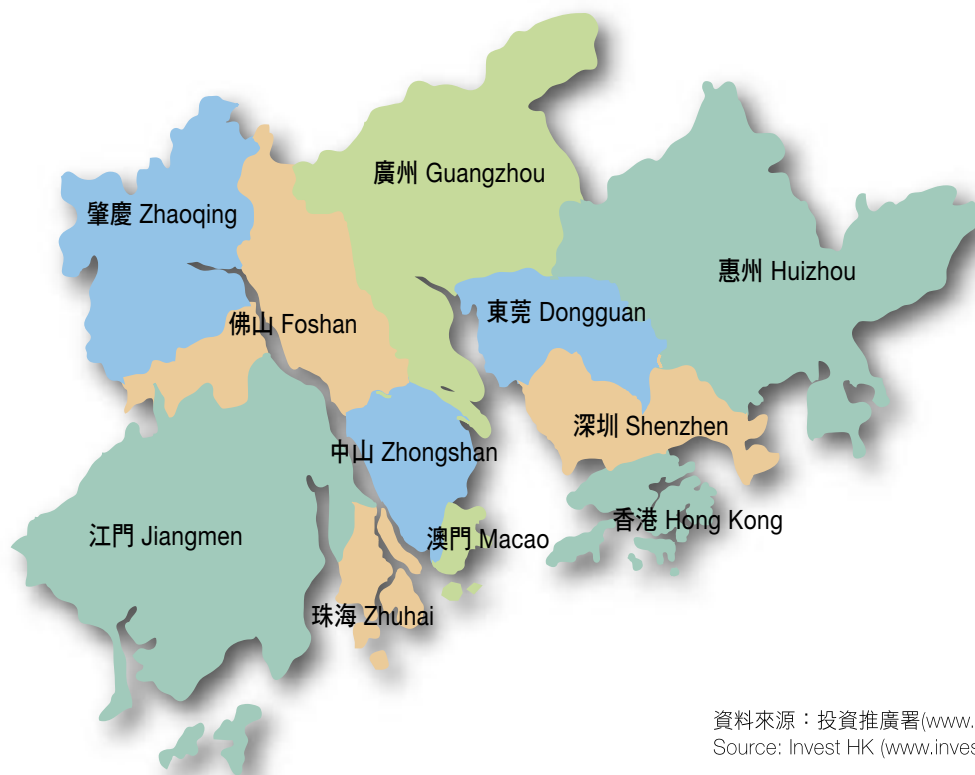 廣州 Guangzhou
肇慶 Zhaoqing
惠州 Huizhou
東莞 Dongguan
佛山 Foshan
深圳 Shenzhen
中山 Zhongshan
香港 Hong Kong
江門 Jiangmen
澳門 Macao
珠海 Zhuhai
資料來源：投資推廣署(www.
Source: Invest HK (www.inves